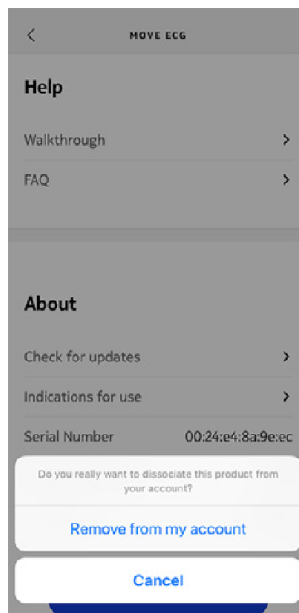 MOVE ECG
Help
Walkthrough
FAQ
About
Check for updates
Indications for use
Serial Number 00:24:e4:8a:9e:ec
Do you really want to dissociate this product from
your account?
Remove from my account
Cancel